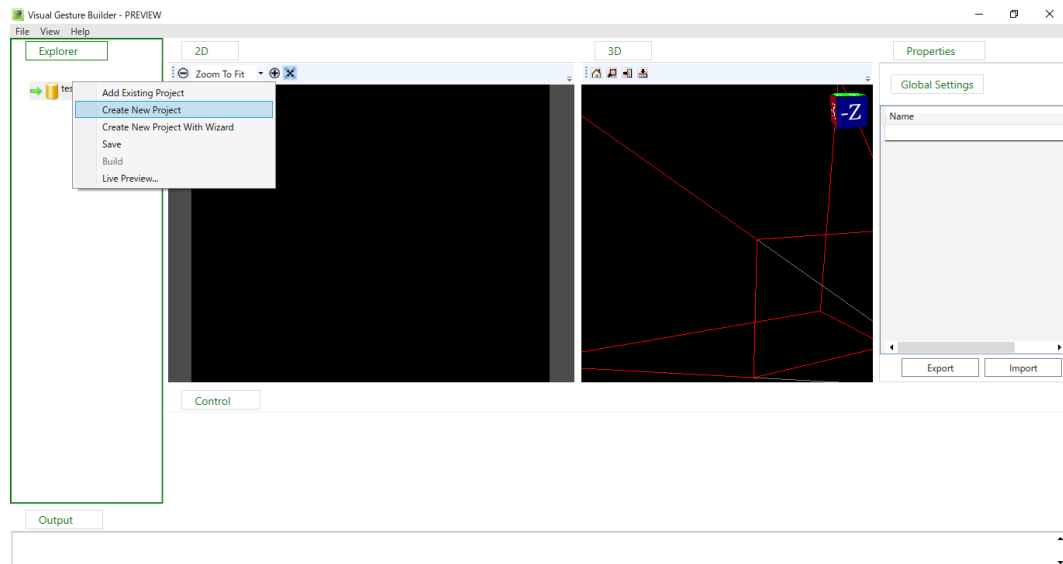 Visual Gesture Builder - PREVIEW
File View Help
Explorer
2D
3D
Properties
Zoom To Fit
Global Settings
Add Existing Project
Create New Project
Create New Project With Wizard
Save
Build
Live Preview...
-Z
Name
Export Import
Control
Output